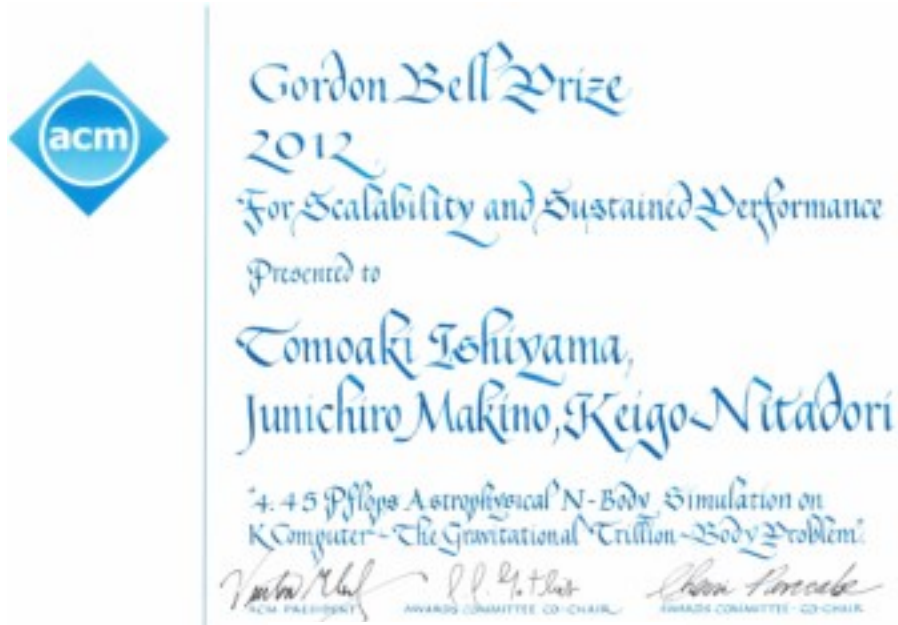 acm
Gordon Bell Prize
2012
For Scalability and Sustained Performance
Presented to
Tomoaki Ishiyama,
Junichiro Makino, Keigo Nitadori
"4.45 Pflops Astrophysical N-Body Simulation on
K Computer - The Gravitational Trillion-Body Problem".
ACM PRESIDENT AWARDS COMMITTEE CO-CHAIR AWARDS COMMITTEE CO-CHAIR